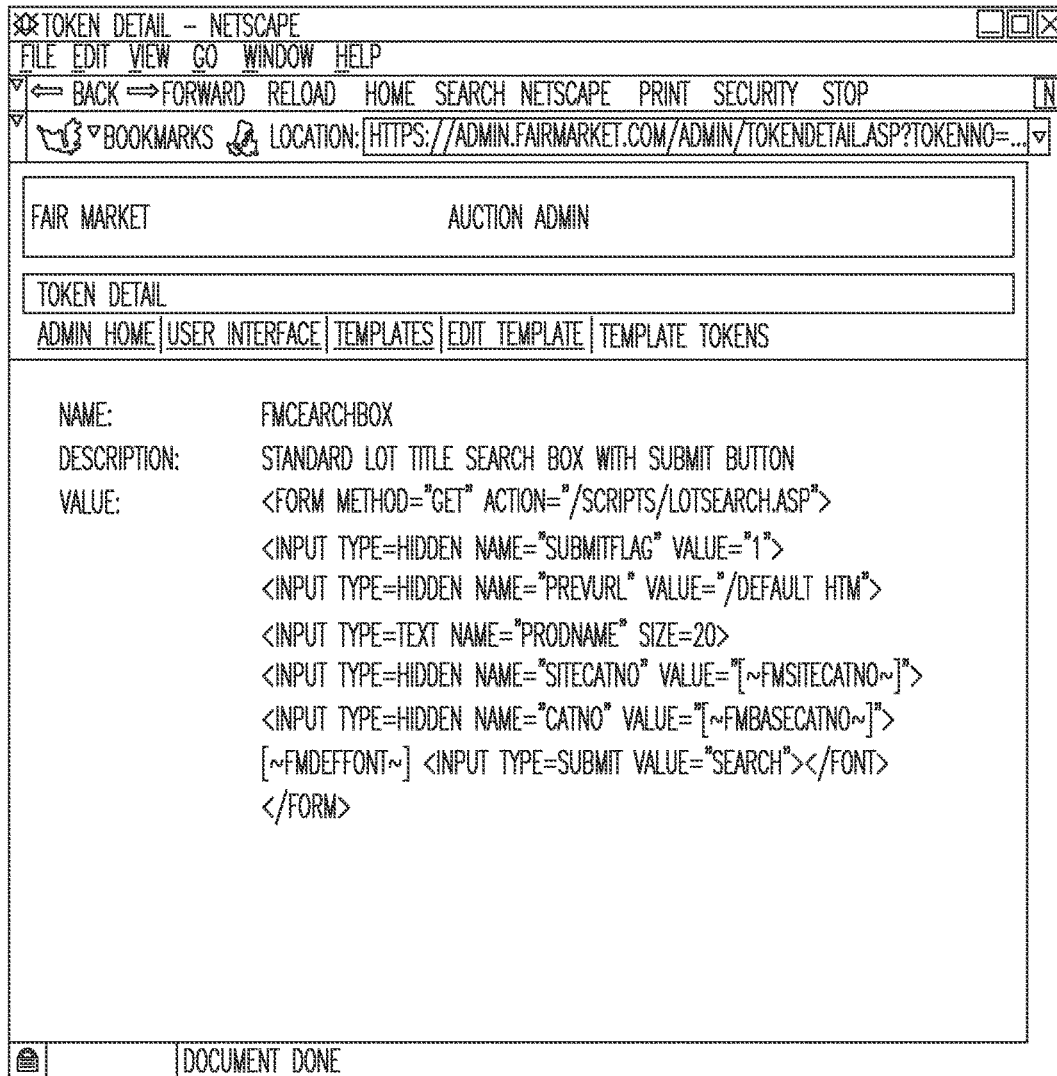 TOKEN DETAIL – NETSCAPE
FILE EDIT VIEW GO WINDOW HELP
BACK FORWARD RELOAD HOME SEARCH NETSCAPE PRINT SECURITY STOP N
BOOKMARKS LOCATION: HTTPS://ADMIN.FAIRMARKET.COM/ADMIN/TOKENDETAIL.ASP?TOKENNO=...
FAIR MARKET AUCTION ADMIN
TOKEN DETAIL
ADMIN HOME|USER INTERFACE|TEMPLATES|EDIT TEMPLATE|TEMPLATE TOKENS
NAME: FMCEARCHBOX
DESCRIPTION: STANDARD LOT TITLE SEARCH BOX WITH SUBMIT BUTTON
VALUE: <FORM METHOD="GET" ACTION="/SCRIPTS/LOTSEARCH.ASP">
<INPUT TYPE=HIDDEN NAME="SUBMITFLAG" VALUE="1">
<INPUT TYPE=HIDDEN NAME="PREVURL" VALUE="/DEFAULT HTM">
<INPUT TYPE=TEXT NAME="PRODNAME" SIZE=20>
<INPUT TYPE=HIDDEN NAME="SITECATNO" VALUE="[~FMSITECATNO~]">
<INPUT TYPE=HIDDEN NAME="CATNO" VALUE="[~FMBASECATNO~]">
[~FMDEFFONT~] <INPUT TYPE=SUBMIT VALUE="SEARCH"></FONT>
</FORM>
DOCUMENT DONE